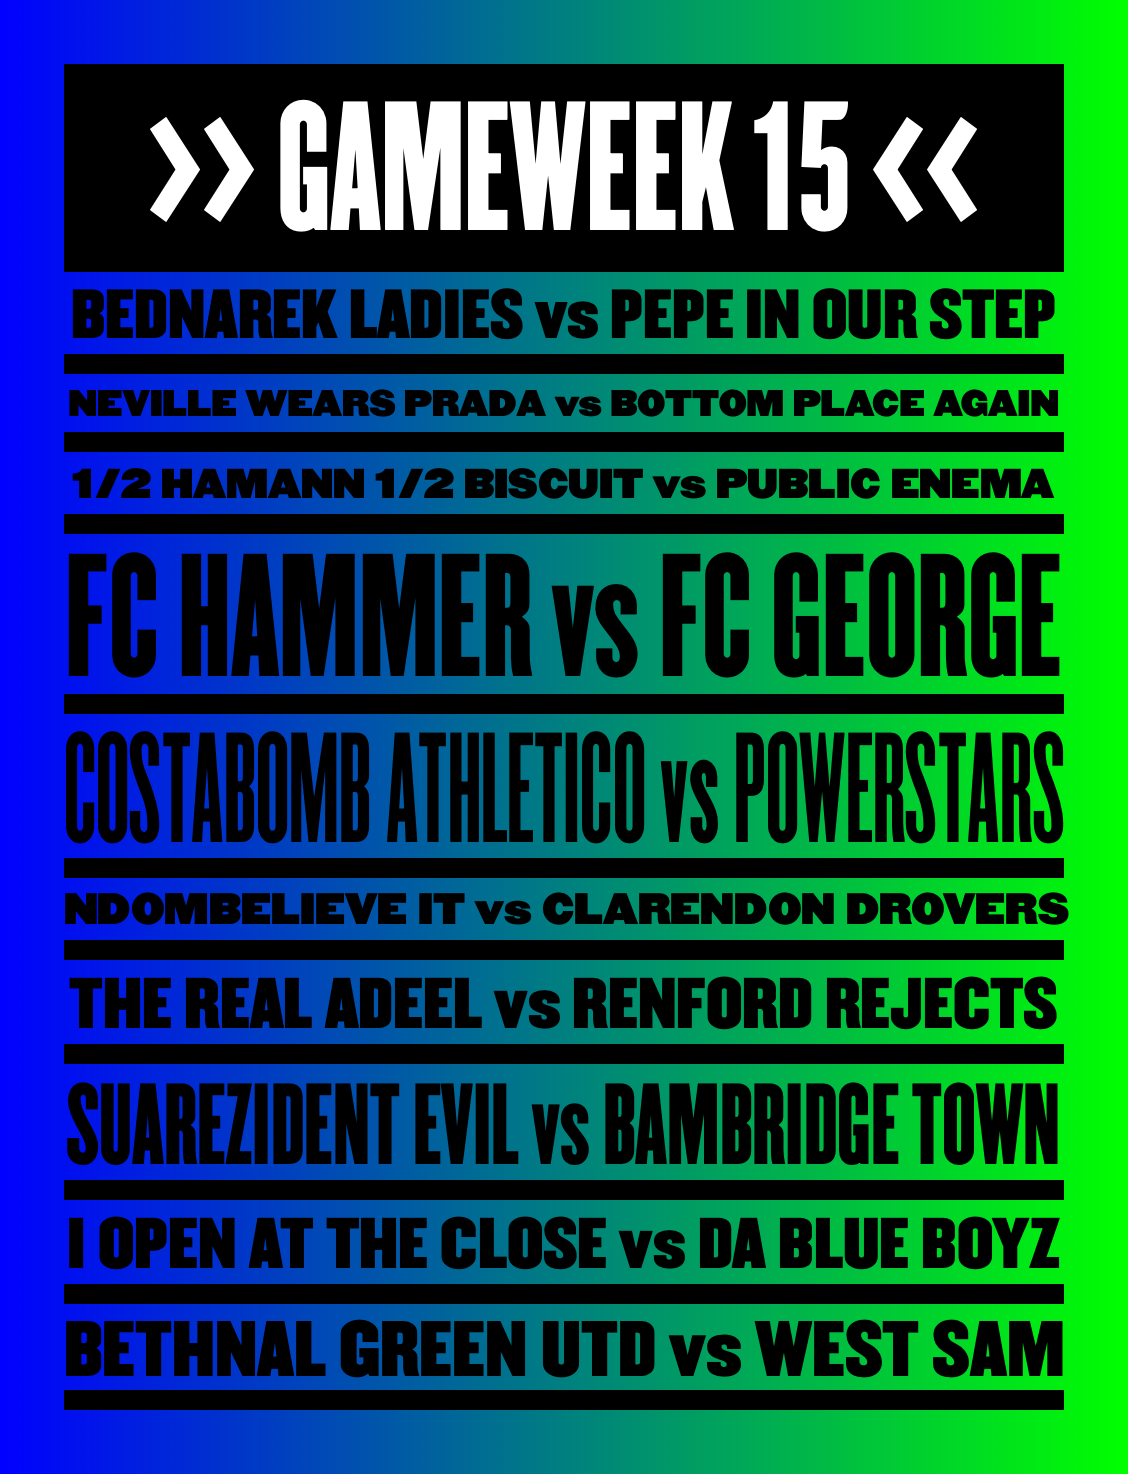 >> GAMEWEEK 15 <<
BEDNAREK LADIES vs PEPE IN OUR STEP
NEVILLE WEARS PRADA vs BOTTOM PLACE AGAIN
1/2 HAMANN 1/2 BISCUIT vs PUBLIC ENEMA
FC HAMMER vs FC GEORGE
COSTABOMB ATHLETICO vs POWERSTARS
NDOMBELIEVE IT vs CLARENDON DROVERS
THE REAL ADEEL vs RENFORD REJECTS
SUAREZIDENT EVIL vs BAMBRIDGE TOWN
I OPEN AT THE CLOSE vs DA BLUE BOYZ
BETHNAL GREEN UTD vs WEST SAM